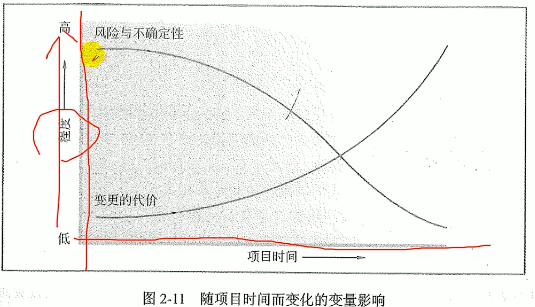 高
风险与不确定性
程度
变更的代价
低
项目时间
图 2-11 随项目时间而变化的变量影响